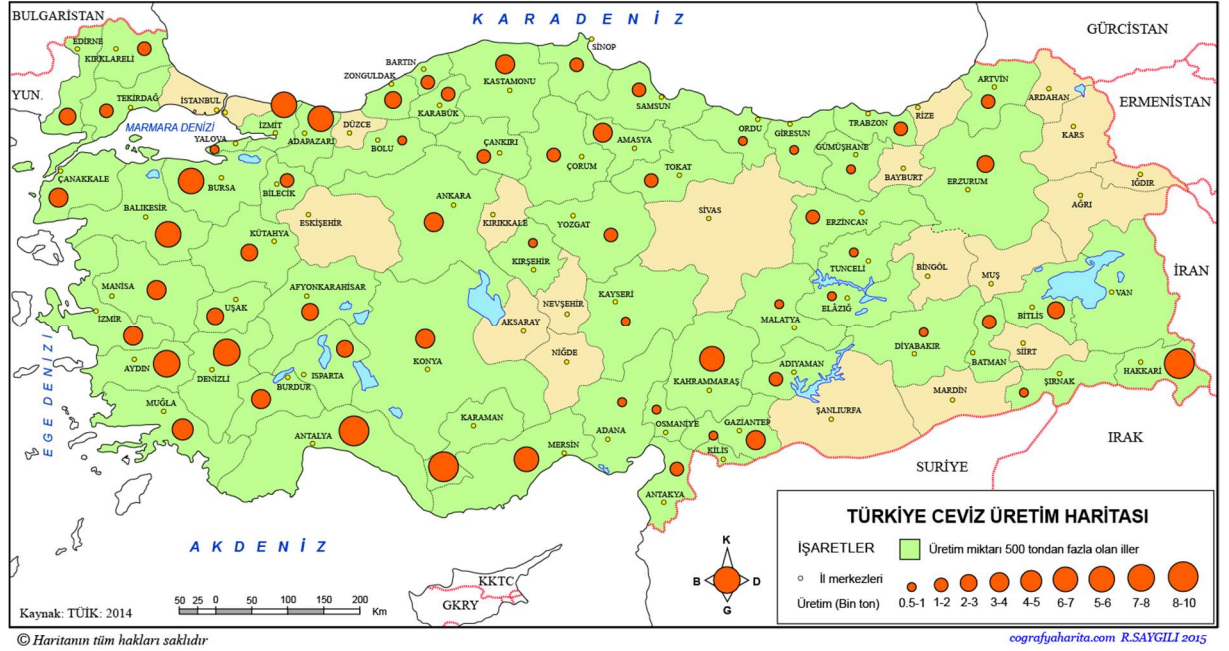 BULGARİSTAN
K A R A D E N İ Z
GÜRCİSTAN
EDİRNE
KIRKLARELİ
SİNOP
BARTIN
ZONGULDAK
KASTAMONU
ARTVİN
ARDAHAN
YUN.
TEKİRDAĞ
İSTANBUL
KARABÜK
SAMSUN
ERMENİSTAN
MARMARA DENİZİ
İZMİT
ADAPAZARI
DÜZCE
ORDU
GİRESUN
TRABZON
RİZE
KARS
YALOVA
BOLU
ÇANKIRI
ÇORUM
AMASYA
TOKAT
GÜMÜŞHANE
BAYBURT
ERZURUM
IĞDIR
ÇANAKKALE
BURSA
BİLECİK
AĞRI
BALIKESİR
ESKİŞEHİR
ANKARA
KIRIKKALE
YOZGAT
SİVAS
ERZİNCAN
KÜTAHYA
KIRŞEHİR
TUNCELİ
BİNGÖL
MUŞ
İRAN
MANİSA
UŞAK
AFYONKARAHİSAR
NEVŞEHİR
KAYSERİ
ELÂZIĞ
VAN
İZMİR
AKSARAY
MALATYA
BİTLİS
EGE DENİZİ
AYDIN
DENİZLİ
BURDUR
ISPARTA
KONYA
NİĞDE
KAHRAMMARAŞ
ADIYAMAN
DİYABAKIR
BATMAN
SİİRT
ŞIRNAK
HAKKARİ
MUĞLA
ANTALYA
KARAMAN
MERSİN
ADANA
OSMANİYE
GAZİANTEP
KİLİS
ŞANLIURFA
MARDİN
IRAK
SURİYE
ANTAKYA
A K D E N İ Z
KKTC
GKRY
K
B
D
G
TÜRKİYE CEVİZ ÜRETİM HARİTASI
İŞARETLER
Üretim miktarı 500 tondan fazla olan iller
İl merkezleri
Üretim (Bin ton)
0.5-1 1-2 2-3 3-4 4-5 6-7 5-6 7-8 8-10
Kaynak: TÜİK: 2014
50 25 0 50 100 150 200
Km
© Haritanın tüm hakları saklıdır
cografyaharita.com R.SAYGILI 2015